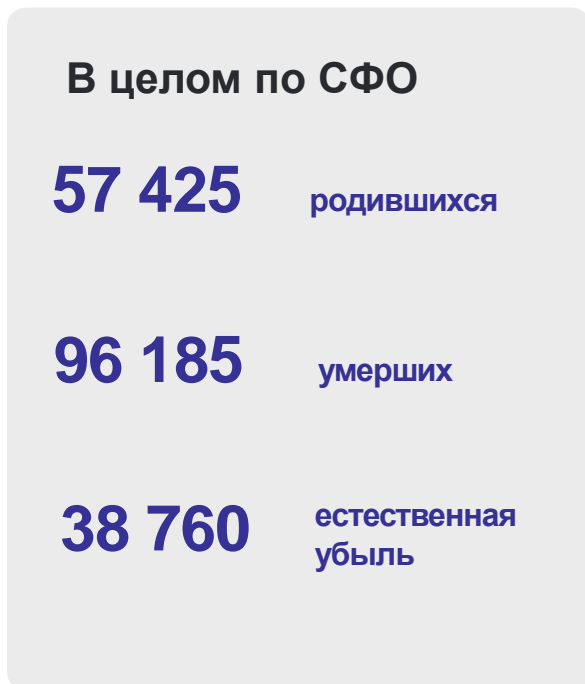 В целом по СФО
57 425 родившихся
96 185 умерших
38 760 естественная
убыль